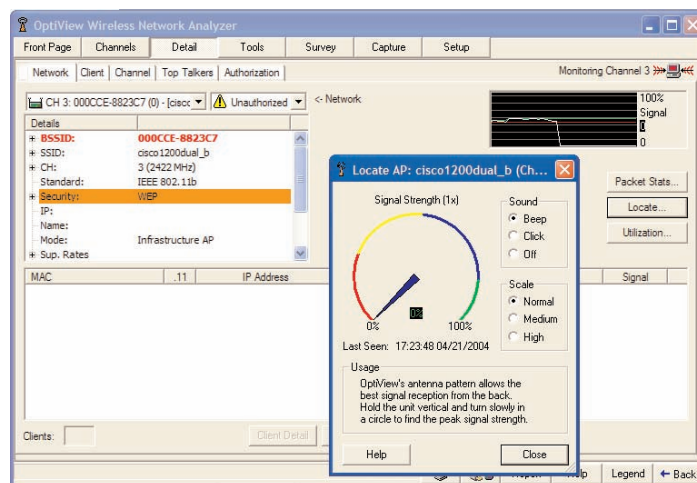 OptiView Wireless Network Analyzer
Front Page Channels Detail Tools Survey Capture Setup
Network Client Channel Top Talkers Authorization Monitoring Channel 3
CH 3: 000CCE-8823C7 (0) - [cisco Unauthorized <- Network
100%
Signal
0
0
Details
BSSID: 000CCE-8823C7
SSID: cisco1200dual_b
CH: 3 (2422 MHz)
Standard: IEEE 802.11b
Security: WEP
IP:
Name:
Mode: Infrastructure AP
Sup. Rates
Packet Stats...
Locate...
Utilization...
MAC .11 IP Address Signal
Locate AP: cisco1200dual_b (Ch...
Signal Strength (1x)
0% 0% 100%
Last Seen: 17:23:48 04/21/2004
Sound
Beep
Click
Off
Scale
Normal
Medium
High
Usage
OptiView's antenna pattern allows the
best signal reception from the back.
Hold the unit vertical and turn slowly in
a circle to find the peak signal strength.
Help Close
Clients: Client Detail
Legend Back